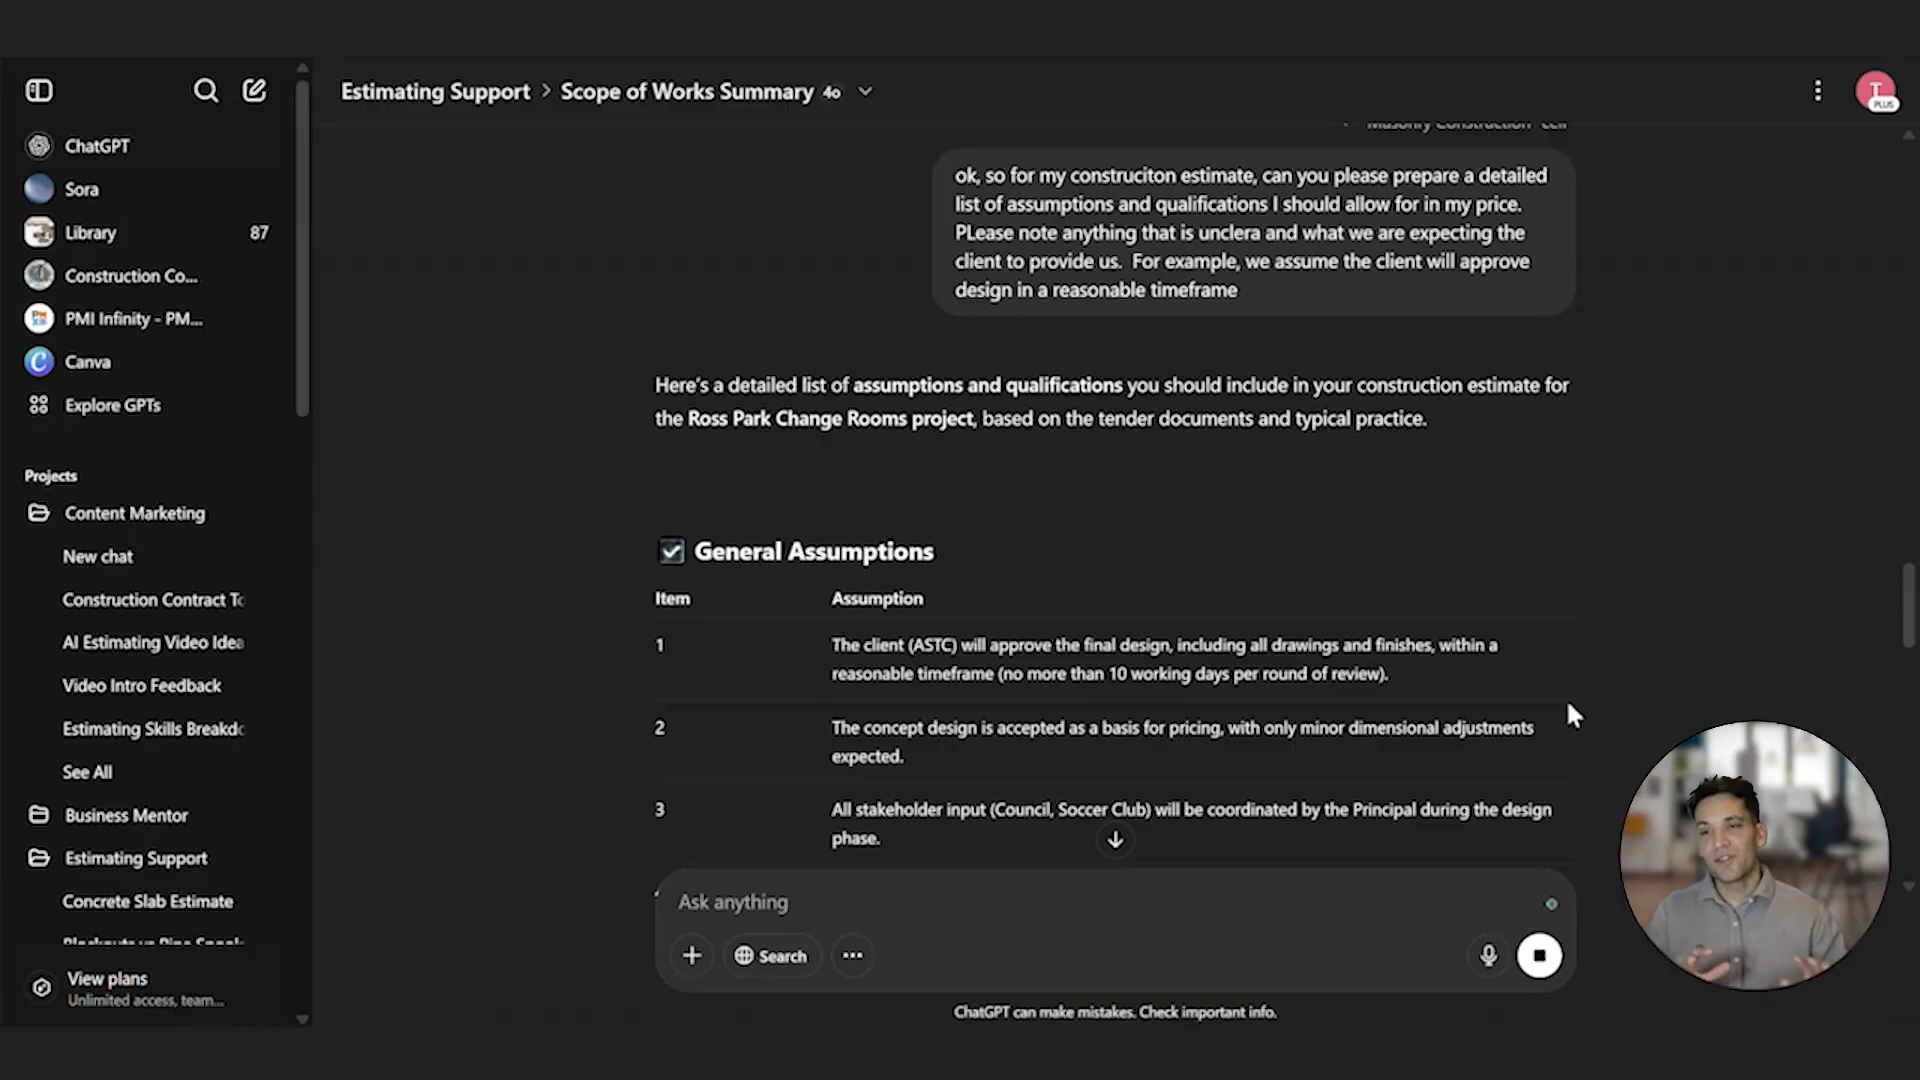 ChatGPT
Sora
Library 87
Construction Co...
PMI Infinity - PM...
Canva
Explore GPTs
Projects
Content Marketing
New chat
Construction Contract To
AI Estimating Video Idea
Video Intro Feedback
Estimating Skills Breakdo
See All
Business Mentor
Estimating Support
Concrete Slab Estimate
View plans
Unlimited access, team...
Estimating Support > Scope of Works Summary 4o
T
PLUS
Masonry Construction
ok, so for my construciton estimate, can you please prepare a detailed
list of assumptions and qualifications I should allow for in my price.
PLease note anything that is unclera and what we are expecting the
client to provide us. For example, we assume the client will approve
design in a reasonable timeframe
Here's a detailed list of assumptions and qualifications you should include in your construction estimate for
the Ross Park Change Rooms project, based on the tender documents and typical practice.
General Assumptions
Item Assumption
1 The client (ASTC) will approve the final design, including all drawings and finishes, within a
reasonable timeframe (no more than 10 working days per round of review).
2 The concept design is accepted as a basis for pricing, with only minor dimensional adjustments
expected.
3 All stakeholder input (Council, Soccer Club) will be coordinated by the Principal during the design
phase.
Ask anything
Search
ChatGPT can make mistakes. Check important info.